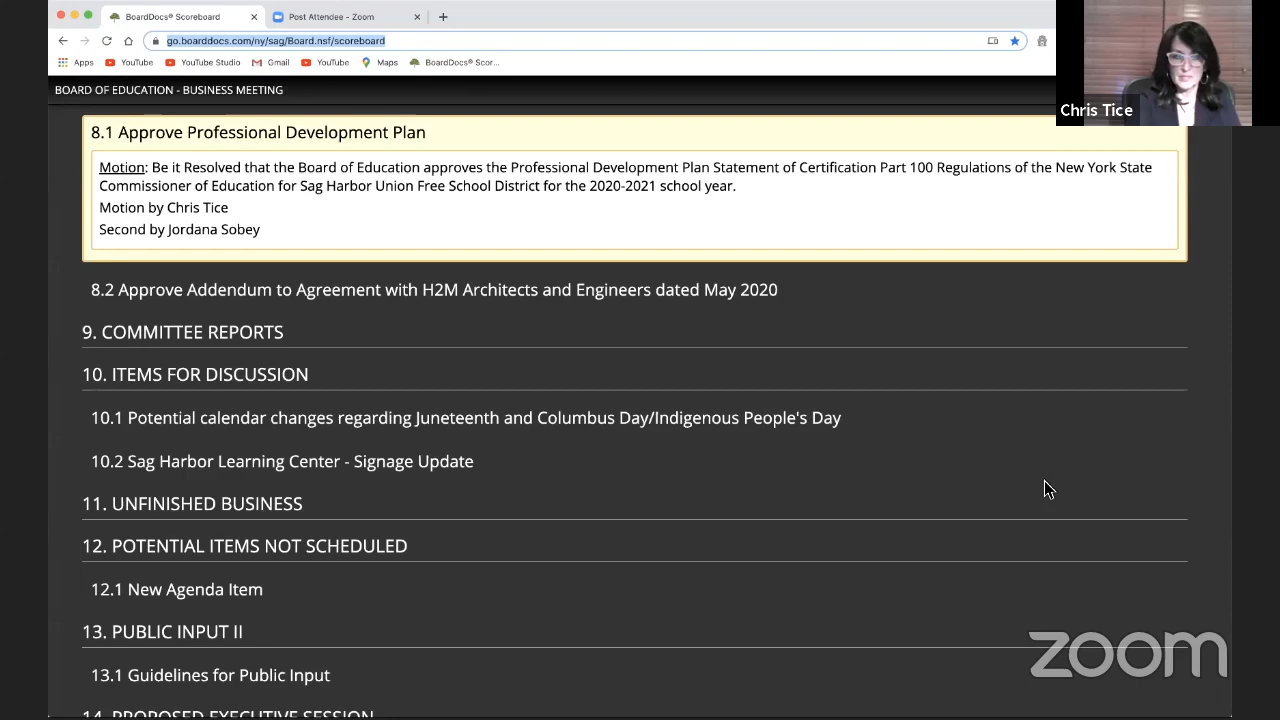 BoardDocs® Scoreboard
Post Attendee - Zoom
go.boarddocs.com/ny/sag/Board.nsf/scoreboard
Apps YouTube YouTube Studio Gmail YouTube Maps BoardDocs® Scor...
BOARD OF EDUCATION - BUSINESS MEETING
Chris Tice
8.1 Approve Professional Development Plan
Motion: Be it Resolved that the Board of Education approves the Professional Development Plan Statement of Certification Part 100 Regulations of the New York State
Commissioner of Education for Sag Harbor Union Free School District for the 2020-2021 school year.
Motion by Chris Tice
Second by Jordana Sobey
8.2 Approve Addendum to Agreement with H2M Architects and Engineers dated May 2020
9. COMMITTEE REPORTS
10. ITEMS FOR DISCUSSION
10.1 Potential calendar changes regarding Juneteenth and Columbus Day/Indigenous People's Day
10.2 Sag Harbor Learning Center - Signage Update
11. UNFINISHED BUSINESS
12. POTENTIAL ITEMS NOT SCHEDULED
12.1 New Agenda Item
13. PUBLIC INPUT II
13.1 Guidelines for Public Input
14. PROPOSED EXECUTIVE SESSION
zoom